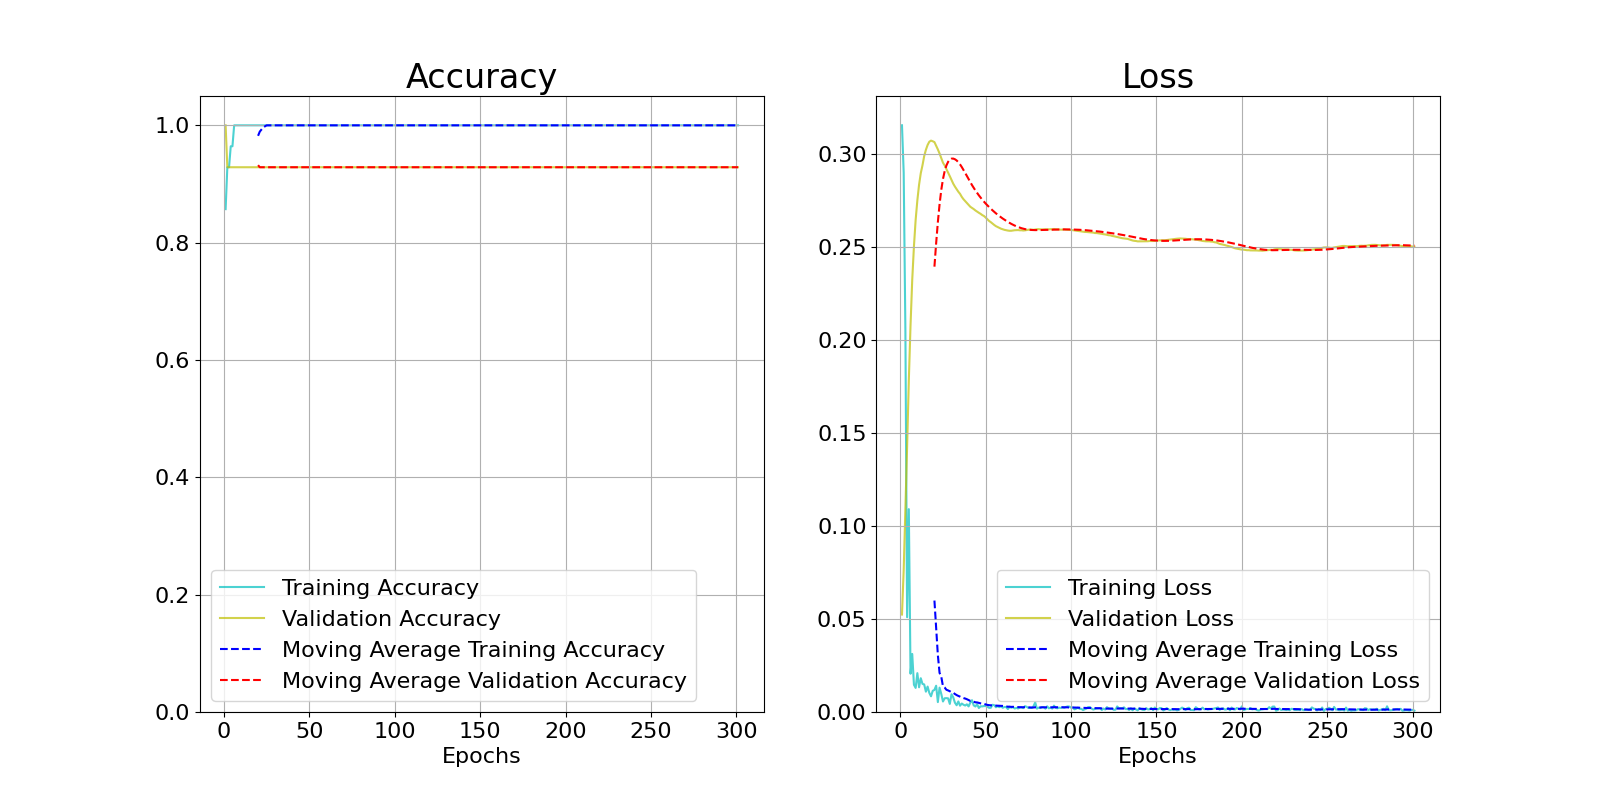 Accuracy
1.0
0.8
0.6
0.4
0.2
0.0
0 50 100 150 200 250 300
Epochs
Training Accuracy
Validation Accuracy
Moving Average Training Accuracy
Moving Average Validation Accuracy
Loss
0.30
0.25
0.20
0.15
0.10
0.05
0.00
0 50 100 150 200 250 300
Epochs
Training Loss
Validation Loss
Moving Average Training Loss
Moving Average Validation Loss